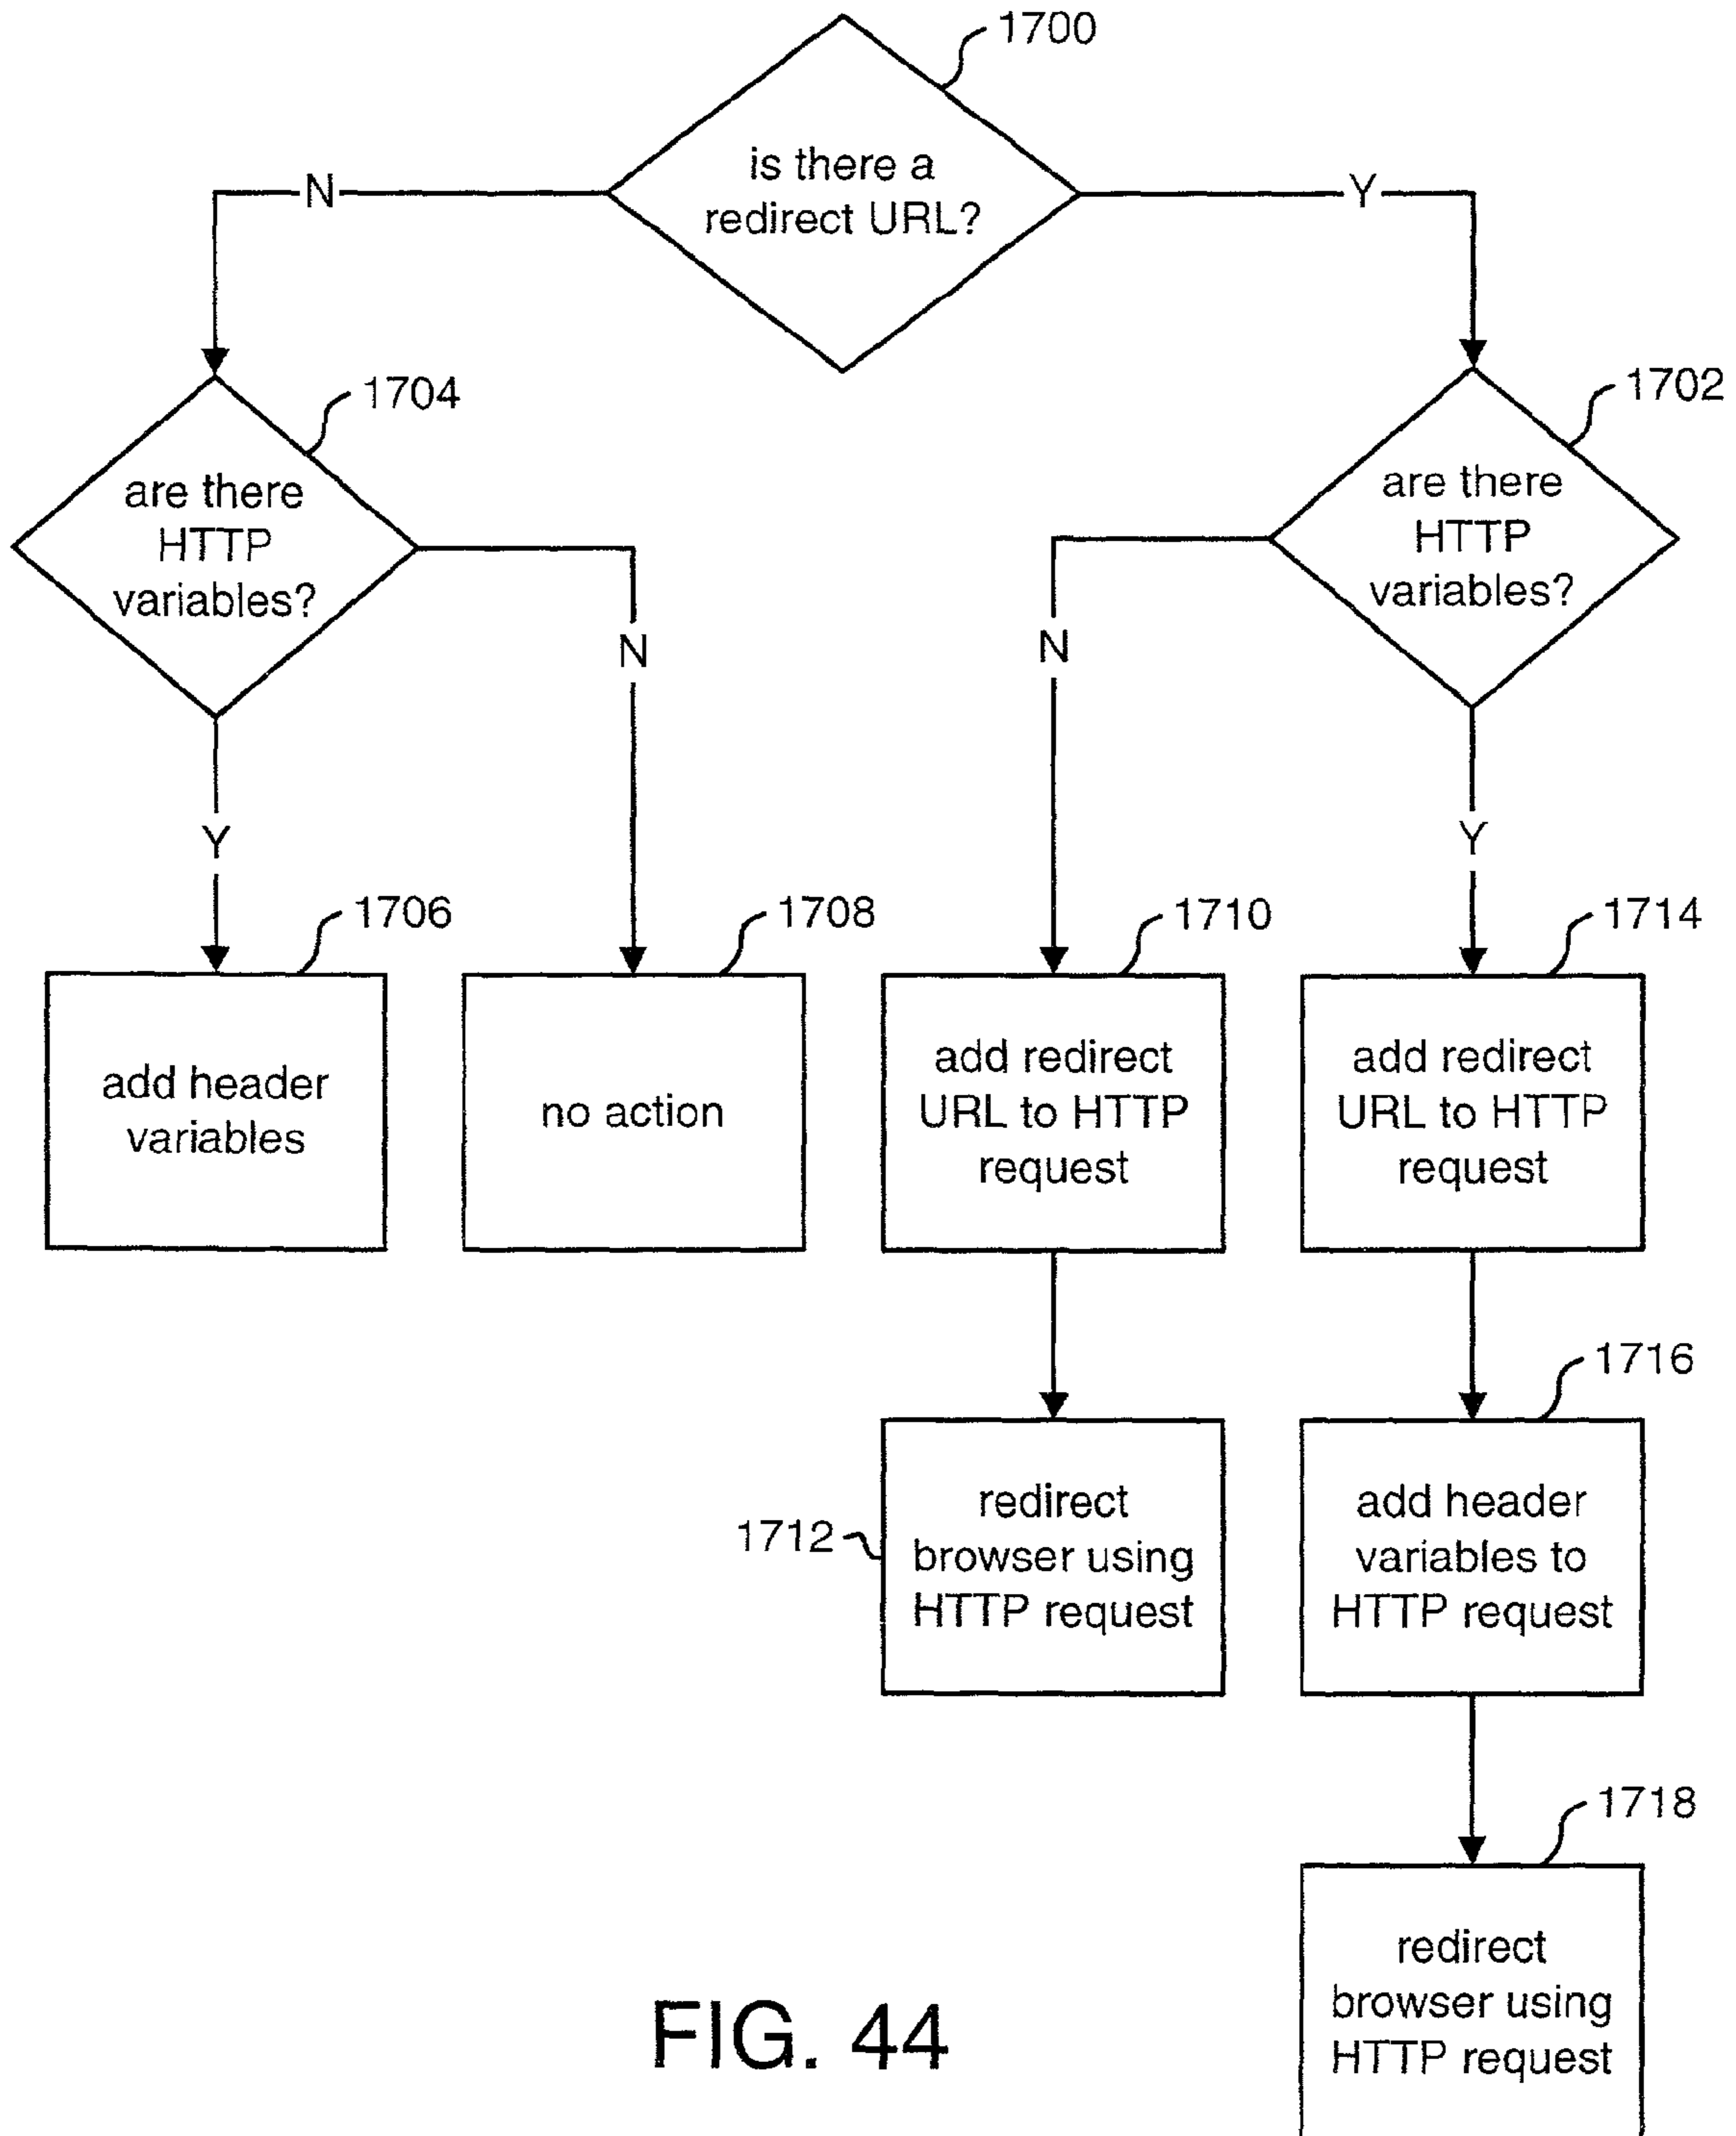 1700
is there a
redirect URL?
N
Y
1704
are there
HTTP
variables?
1702
are there
HTTP
variables?
N
N
Y
Y
1706
1708
1710
1714
add header
variables
no action
add redirect
URL to HTTP
request
add redirect
URL to HTTP
request
1716
1712
redirect
browser using
HTTP request
add header
variables to
HTTP request
1718
redirect
browser using
HTTP request
FIG. 44